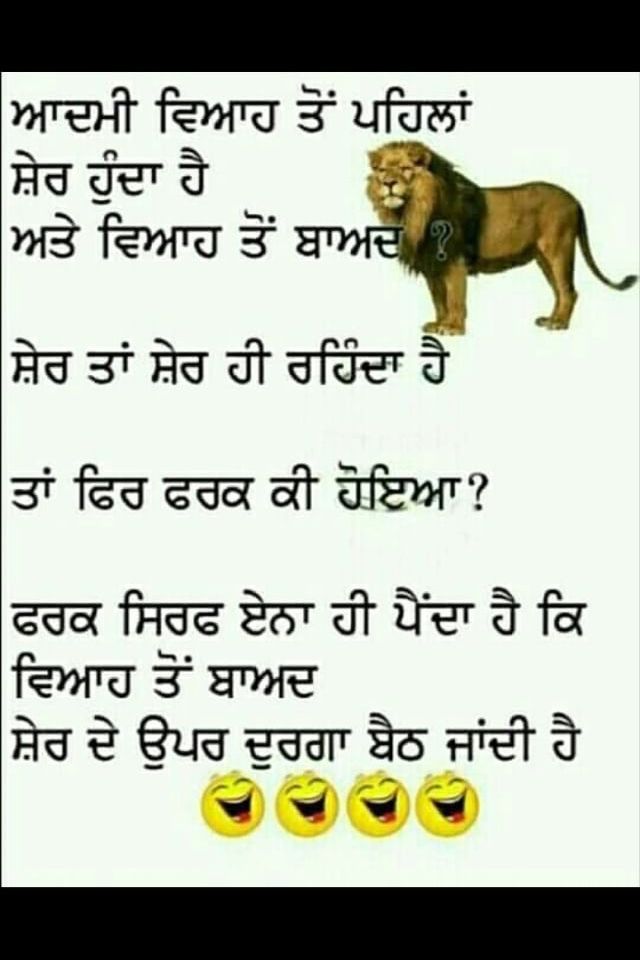 ਆਦਮੀ ਵਿਆਹ ਤੋਂ ਪਹਿਲਾਂ
ਸ਼ੇਰ ਹੁੰਦਾ ਹੈ
ਅਤੇ ਵਿਆਹ ਤੋਂ ਬਾਅਦ ?
ਸ਼ੇਰ ਤਾਂ ਸ਼ੇਰ ਹੀ ਰਹਿੰਦਾ ਹੈ
ਤਾਂ ਫਿਰ ਫਰਕ ਕੀ ਹੋਇਆ?
ਫਰਕ ਸਿਰਫ ਏਨਾ ਹੀ ਪੈਂਦਾ ਹੈ ਕਿ
ਵਿਆਹ ਤੋਂ ਬਾਅਦ
ਸ਼ੇਰ ਦੇ ਉਪਰ ਦੁਰਗਾ ਬੈਠ ਜਾਂਦੀ ਹੈ